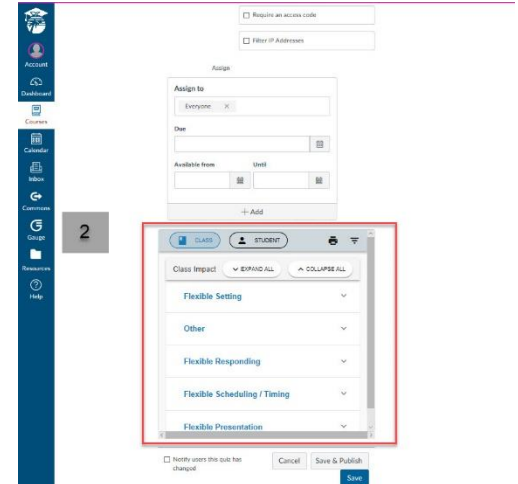 Require an access code
Filter IP Addresses
Account
Dashboard
Courses
Calendar
Inbox
Commons
Gauge
Resources
Help
Assign
Assign to
Everyone X
Due
Available from Until
+ Add
2
CLASS STUDENT
Class Impact EXPAND ALL COLLAPSE ALL
Flexible Setting
Other
Flexible Responding
Flexible Scheduling / Timing
Flexible Presentation
Notify users this quiz has
changed
Cancel Save & Publish
Save